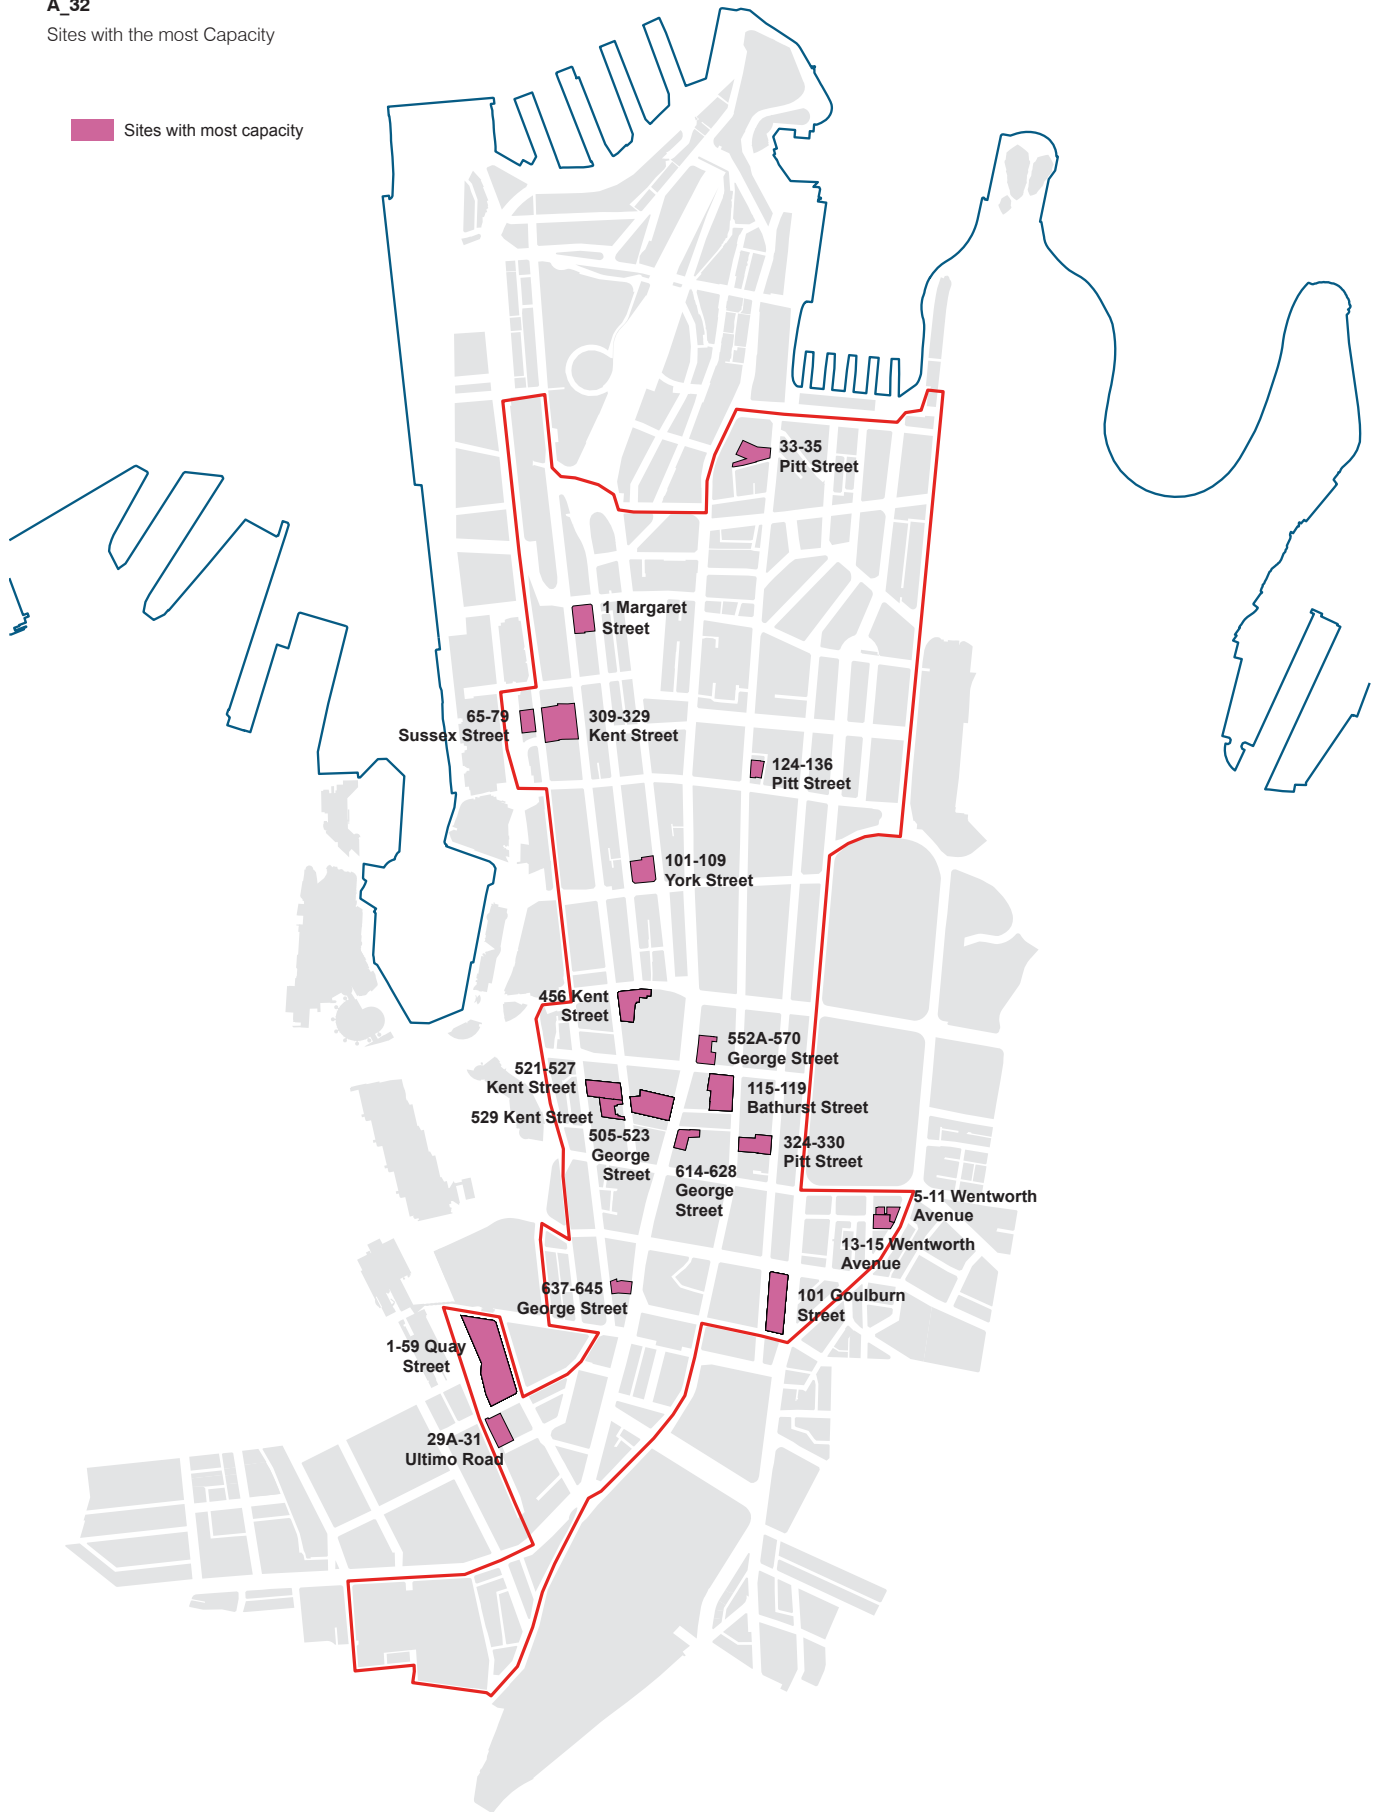 A_32
Sites with the most Capacity
Sites with most capacity
33-35
Pitt Street
1 Margaret
Street
65-79
Sussex Street
309-329
Kent Street
124-136
Pitt Street
101-109
York Street
456 Kent
Street
552A-570
George Street
521-527
Kent Street
115-119
Bathurst Street
529 Kent Street
505-523
George
Street
324-330
Pitt Street
614-628
George
Street
5-11 Wentworth
Avenue
13-15 Wentworth
Avenue
637-645
George Street
101 Goulburn
Street
1-59 Quay
Street
29A-31
Ultimo Road